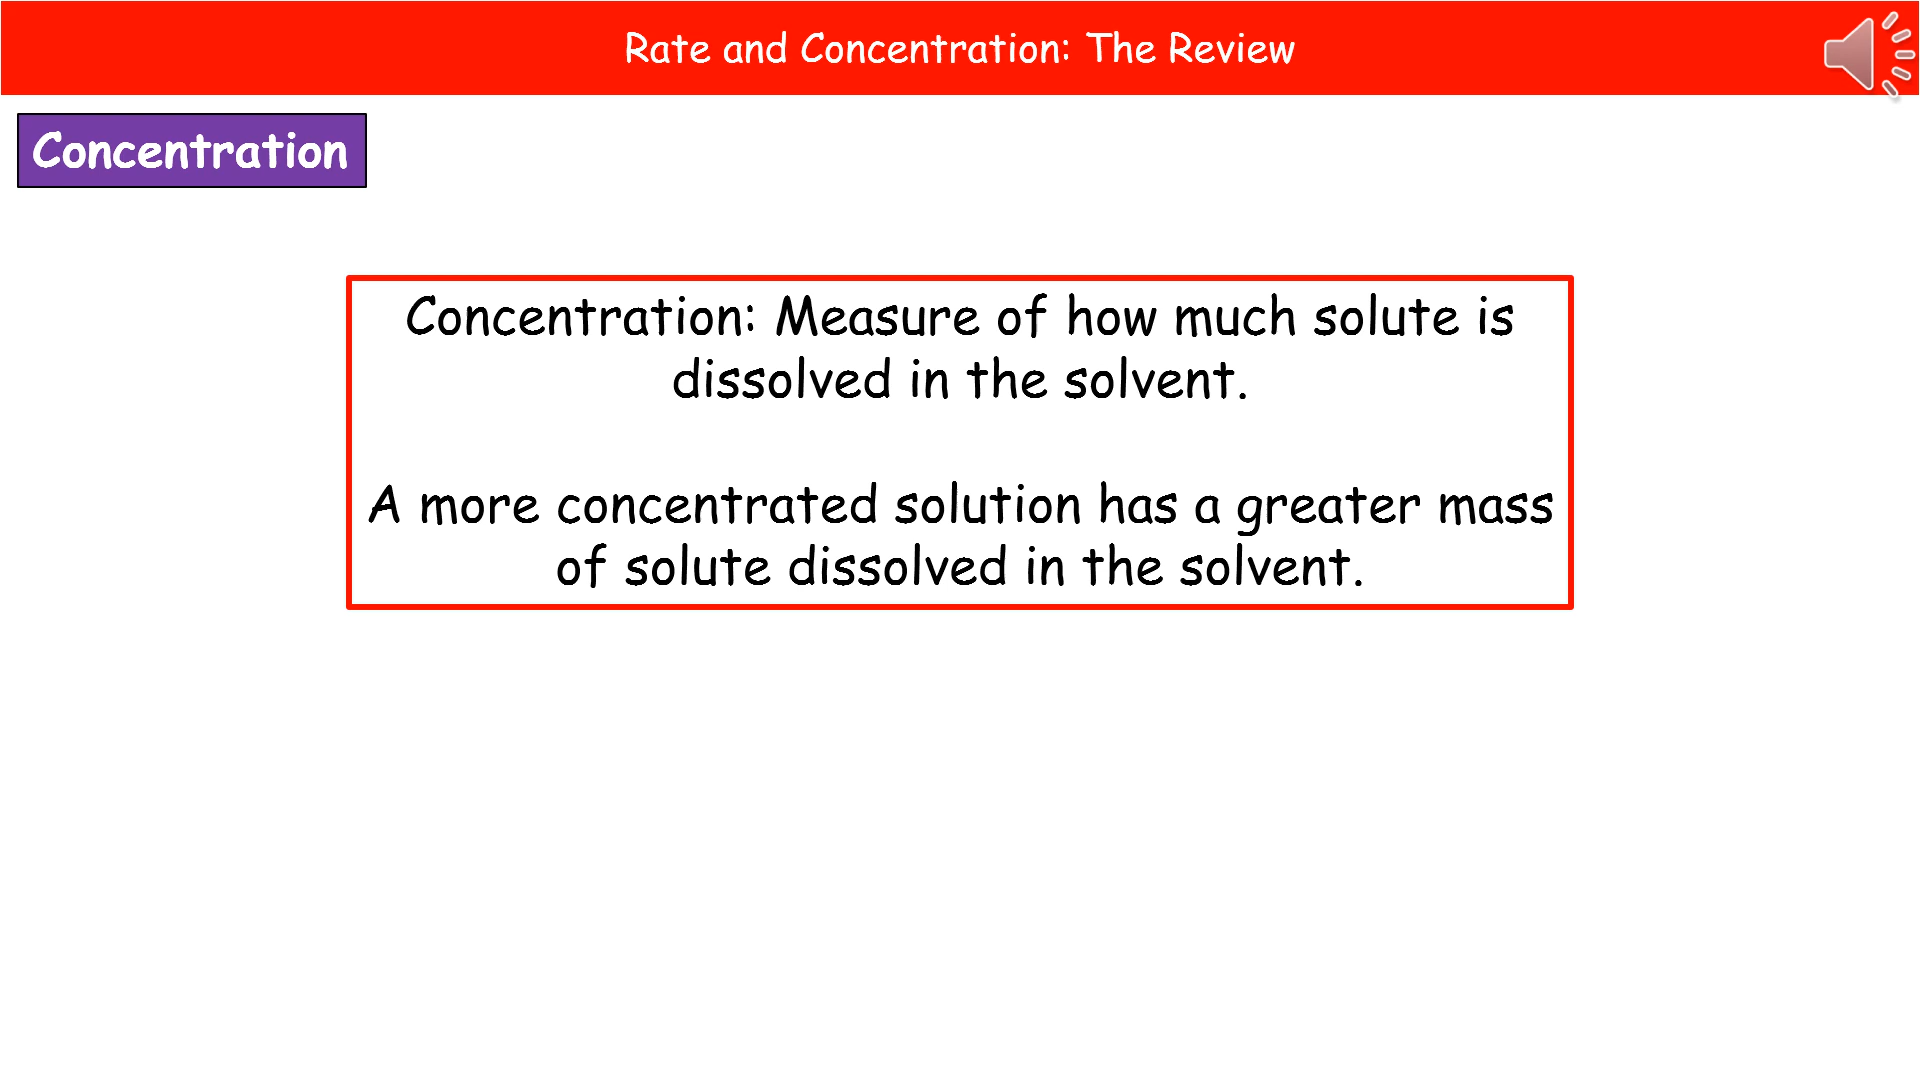 Rate and Concentration: The Review
Concentration
Concentration: Measure of how much solute is
dissolved in the solvent.
A more concentrated solution has a greater mass
of solute dissolved in the solvent.